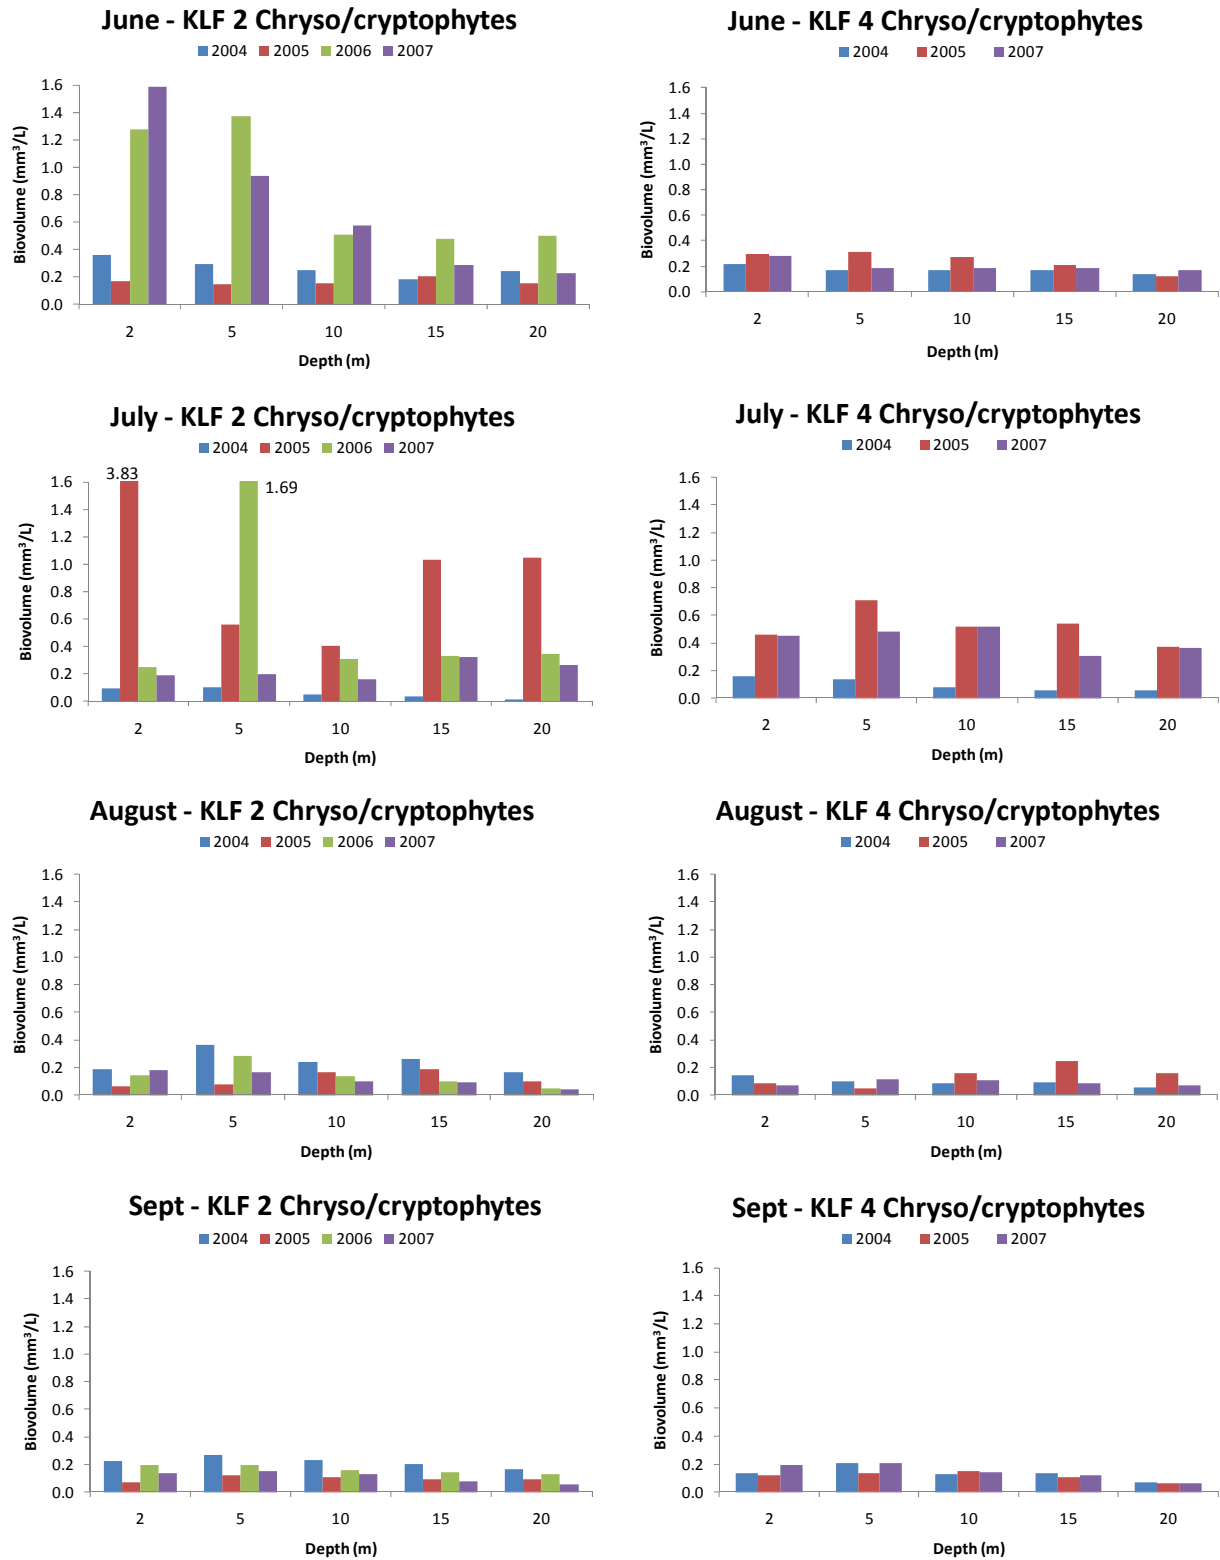 June - KLF 2 Chryso/cryptophytes
2004 2005 2006 2007
Biovolume (mm³/L)
1.6
1.4
1.2
1.0
0.8
0.6
0.4
0.2
0.0
2 5 10 15 20
Depth (m)
June - KLF 4 Chryso/cryptophytes
2004 2005 2007
Biovolume (mm³/L)
1.6
1.4
1.2
1.0
0.8
0.6
0.4
0.2
0.0
2 5 10 15 20
Depth (m)
July - KLF 2 Chryso/cryptophytes
2004 2005 2006 2007
3.83
1.69
Biovolume (mm³/L)
1.6
1.4
1.2
1.0
0.8
0.6
0.4
0.2
0.0
2 5 10 15 20
Depth (m)
July - KLF 4 Chryso/cryptophytes
2004 2005 2007
Biovolume (mm³/L)
1.6
1.4
1.2
1.0
0.8
0.6
0.4
0.2
0.0
2 5 10 15 20
Depth (m)
August - KLF 2 Chryso/cryptophytes
2004 2005 2006 2007
Biovolume (mm³/L)
1.6
1.4
1.2
1.0
0.8
0.6
0.4
0.2
0.0
2 5 10 15 20
Depth (m)
August - KLF 4 Chryso/cryptophytes
2004 2005 2007
Biovolume (mm³/L)
1.6
1.4
1.2
1.0
0.8
0.6
0.4
0.2
0.0
2 5 10 15 20
Depth (m)
Sept - KLF 2 Chryso/cryptophytes
2004 2005 2006 2007
Biovolume (mm³/L)
1.6
1.4
1.2
1.0
0.8
0.6
0.4
0.2
0.0
2 5 10 15 20
Depth (m)
Sept - KLF 4 Chryso/cryptophytes
2004 2005 2007
Biovolume (mm³/L)
1.6
1.4
1.2
1.0
0.8
0.6
0.4
0.2
0.0
2 5 10 15 20
Depth (m)